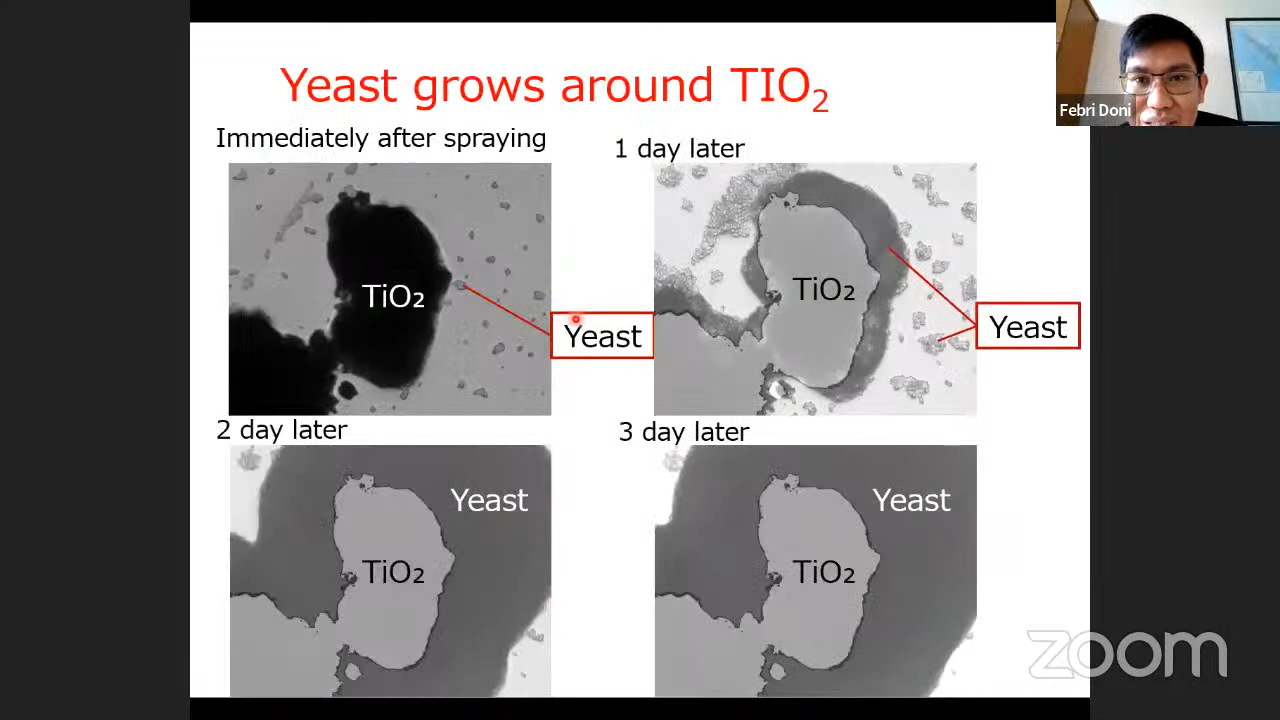 Yeast grows around TIO₂
Febri Doni
Immediately after spraying
1 day later
TiO₂
Yeast
TiO₂
Yeast
2 day later
3 day later
Yeast
TiO₂
Yeast
TiO₂
zoom